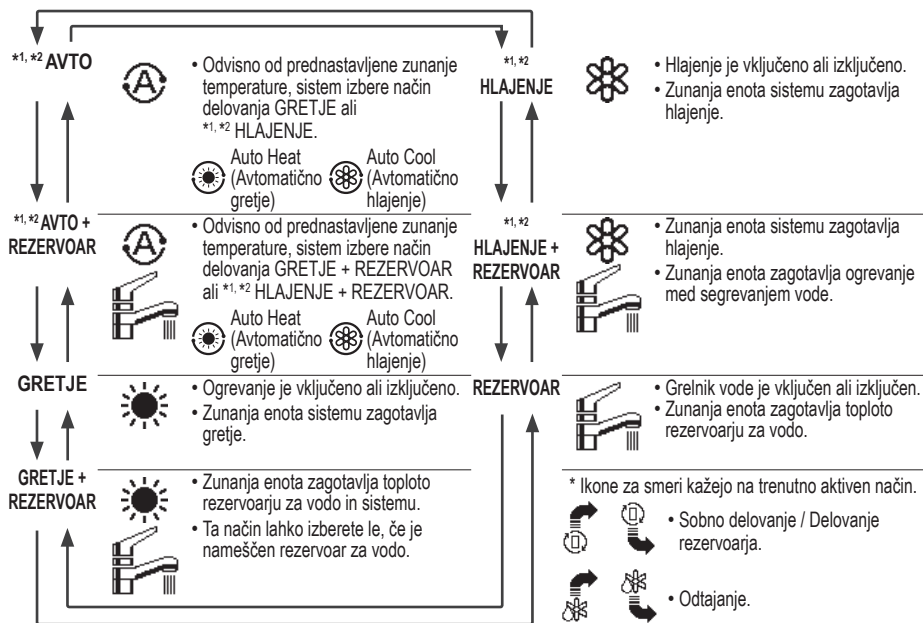 *1, *2 AVTO
• Odvisno od prednastavljene zunanje
temperature, sistem izbere način
delovanja GRETJE ali
*1, *2 HLAJENJE.
Auto Heat
(Avtomatično
gretje)
Auto Cool
(Avtomatično
hlajenje)
*1, *2 AVTO +
REZERVOAR
• Odvisno od prednastavljene zunanje
temperature, sistem izbere način
delovanja GRETJE + REZERVOAR
ali *1, *2 HLAJENJE + REZERVOAR.
Auto Heat
(Avtomatično
gretje)
Auto Cool
(Avtomatično
hlajenje)
GRETJE
• Ogrevanje je vključeno ali izključeno.
• Zunanja enota sistemu zagotavlja
gretje.
GRETJE +
REZERVOAR
• Zunanja enota zagotavlja toploto
rezervoarju za vodo in sistemu.
• Ta način lahko izberete le, če je
nameščen rezervoar za vodo.
*1, *2
HLAJENJE
• Hlajenje je vključeno ali izključeno.
• Zunanja enota sistemu zagotavlja
hlajenje.
*1, *2
HLAJENJE +
REZERVOAR
• Zunanja enota sistemu zagotavlja
hlajenje.
• Zunanja enota zagotavlja ogrevanje
med segrevanjem vode.
REZERVOAR
• Grelnik vode je vključen ali izključen.
• Zunanja enota zagotavlja toploto
rezervoarju za vodo.
* Ikone za smeri kažejo na trenutno aktiven način.
• Sobno delovanje / Delovanje
rezervoarja.
• Odtajanje.